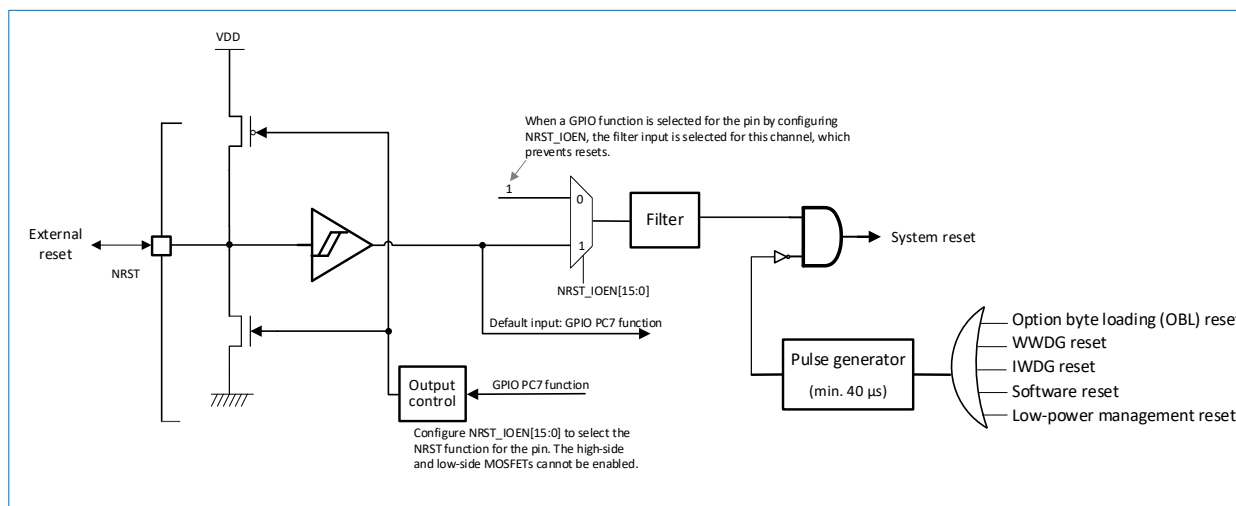 VDD
When a GPIO function is selected for the pin by configuring
NRST_IOEN, the filter input is selected for this channel, which
prevents resets.
1
0
Filter
External
reset
NRST
1
System reset
NRST_IOEN[15:0]
Default input: GPIO PC7 function
Option byte loading (OBL) reset
WWDG reset
IWDG reset
Software reset
Low-power management reset
Pulse generator
(min. 40 µs)
Output
control
GPIO PC7 function
Configure NRST_IOEN[15:0] to select the
NRST function for the pin. The high-side
and low-side MOSFETs cannot be enabled.